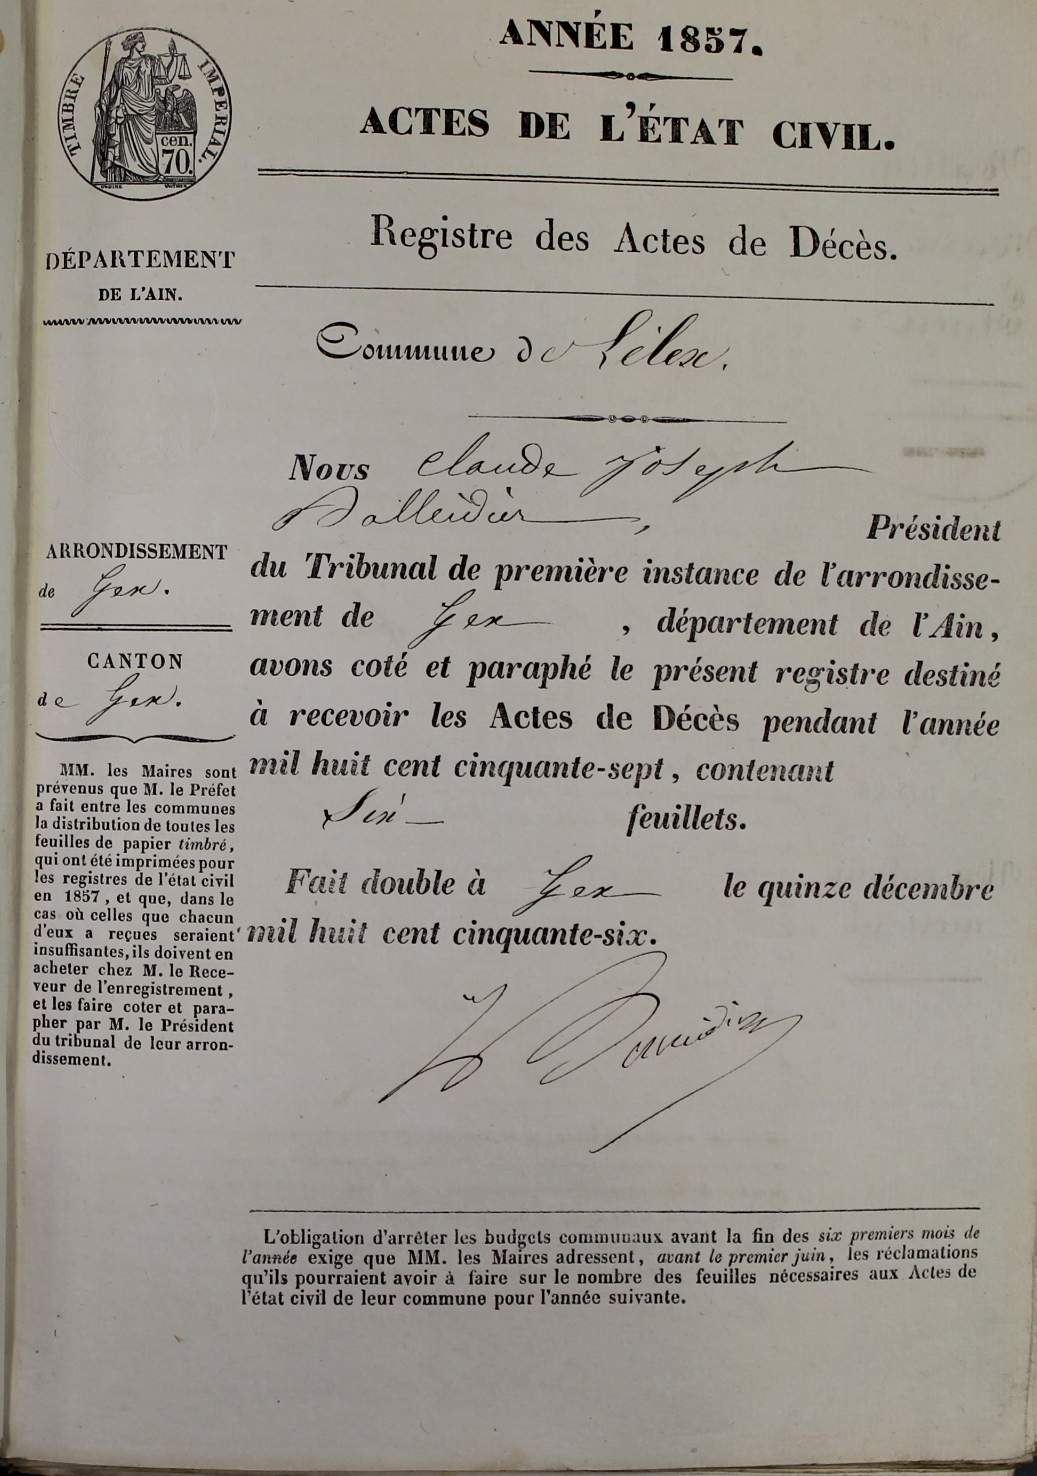 ANNÉE 1857.
TIMBRE IMPERIAL.
cen.
70.
ACTES DE L'ÉTAT CIVIL.
Registre des Actes de Décès.
DÉPARTEMENT
DE L'AIN.
Commune de Lélex.
Nous Claude Joseph
, Président
ARRONDISSEMENT
de Gex.
du Tribunal de première instance de l'arrondisse-
ment de Gex, département de l'Ain,
CANTON
de Gex.
avons coté et paraphé le présent registre destiné
à recevoir les Actes de Décès pendant l'année
mil huit cent cinquante-sept, contenant
Six feuillets.
Fait double à Gex le quinze décembre
mil huit cent cinquante-six.
MM. les Maires sont
prévenus que M. le Préfet
a fait entre les communes
la distribution de toutes les
feuilles de papier timbré,
qui ont été imprimées pour
les registres de l'état civil
en 1857, et que, dans le
cas où celles que chacun
d'eux a reçues seraient
insuffisantes, ils doivent en
acheter chez M. le Rece-
veur de l'enregistrement,
et les faire coter et para-
pher par M. le Président
du tribunal de leur arron-
dissement.
L'obligation d'arrêter les budgets communaux avant la fin des six premiers mois de
l'année exige que MM. les Maires adressent, avant le premier juin, les réclamations
qu'ils pourraient avoir à faire sur le nombre des feuilles nécessaires aux Actes de
l'état civil de leur commune pour l'année suivante.